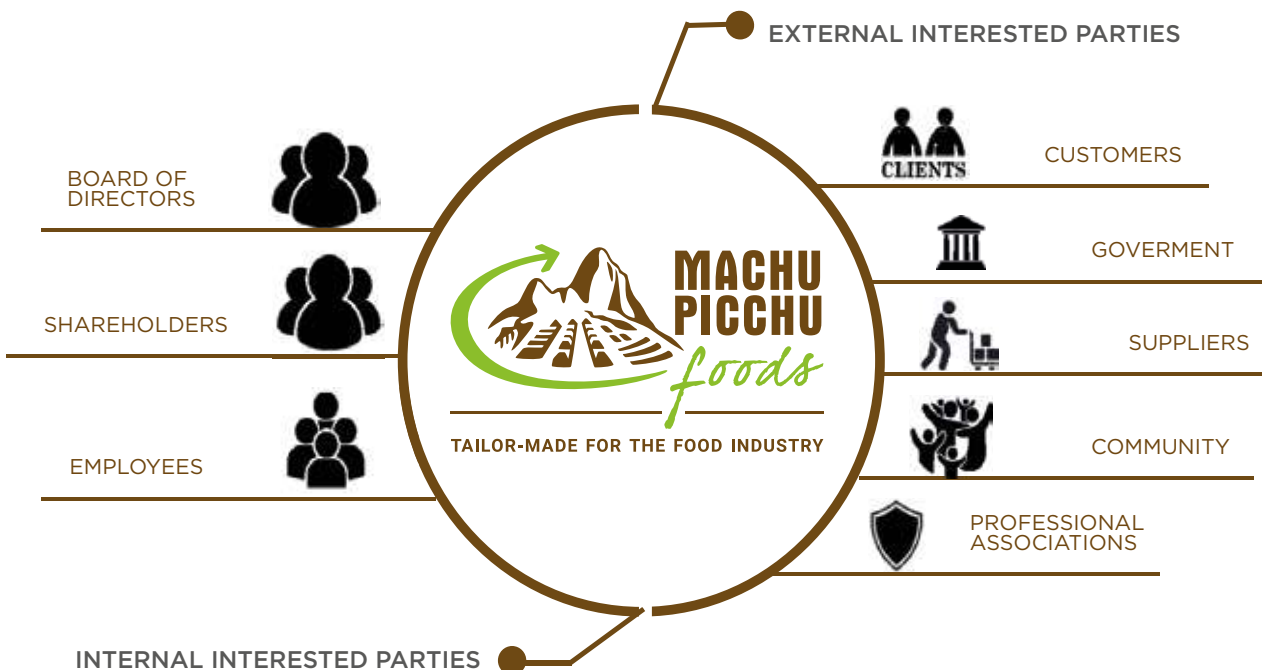 EXTERNAL INTERESTED PARTIES
BOARD OF
DIRECTORS
SHAREHOLDERS
EMPLOYEES
MACHU
PICCHU
foods
TAILOR-MADE FOR THE FOOD INDUSTRY
CLIENTS
CUSTOMERS
GOVERMENT
SUPPLIERS
COMMUNITY
PROFESSIONAL
ASSOCIATIONS
INTERNAL INTERESTED PARTIES